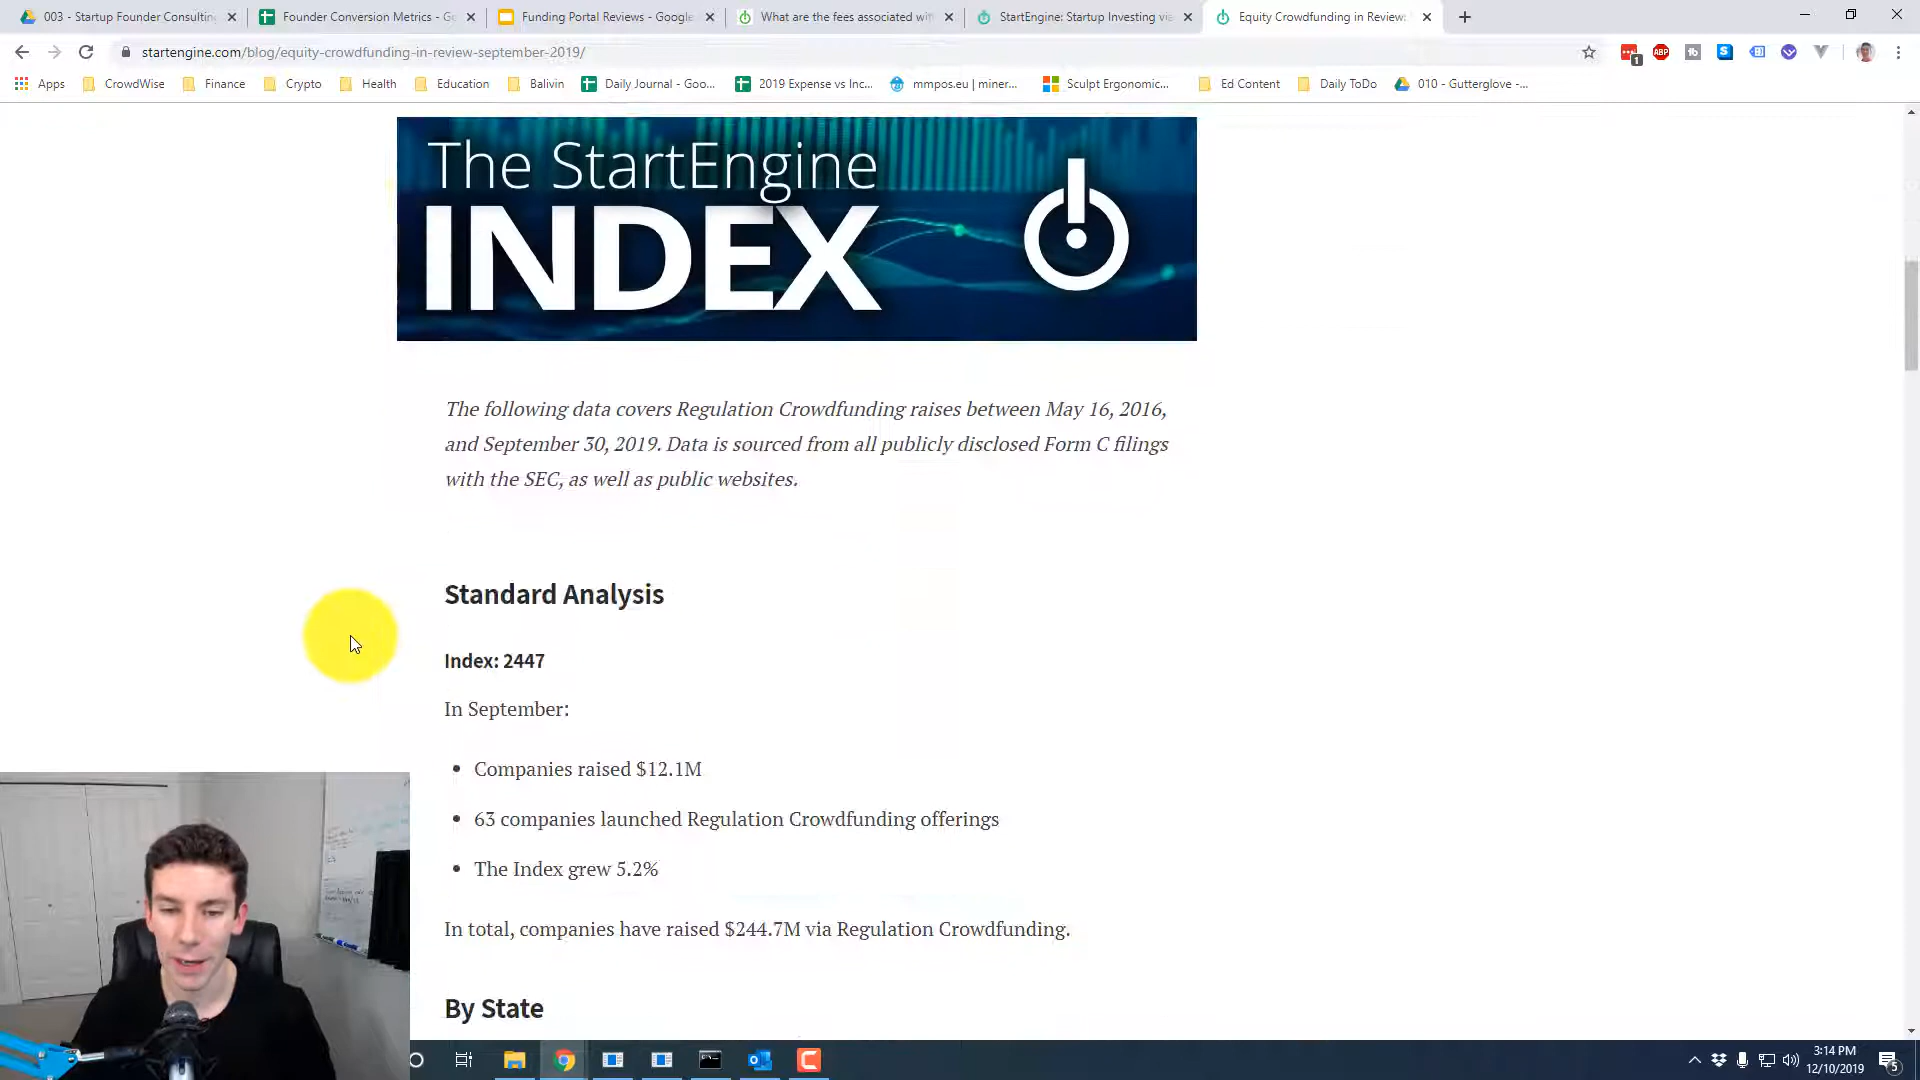 003 - Startup Founder Consultin
Founder Conversion Metrics - G
Funding Portal Reviews - Google
What are the fees associated wit
StartEngine: Startup Investing via
Equity Crowdfunding in Review:
startengine.com/blog/equity-crowdfunding-in-review-september-2019/
Apps
CrowdWise
Finance
Crypto
Health
Education
Balivin
Daily Journal - Goo...
2019 Expense vs Inc...
mmpos.eu | miner...
Sculpt Ergonomic...
Ed Content
Daily ToDo
010 - Gutterglove -...
The StartEngine
INDEX
The following data covers Regulation Crowdfunding raises between May 16, 2016,
and September 30, 2019. Data is sourced from all publicly disclosed Form C filings
with the SEC, as well as public websites.
Standard Analysis
Index: 2447
In September:
• Companies raised $12.1M
• 63 companies launched Regulation Crowdfunding offerings
• The Index grew 5.2%
In total, companies have raised $244.7M via Regulation Crowdfunding.
By State
3:14 PM
12/10/2019